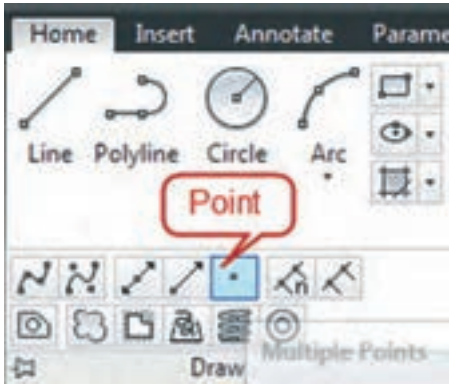 Home Insert Annotate Parame
Line Polyline Circle Arc
Point
Draw
Multiple Points